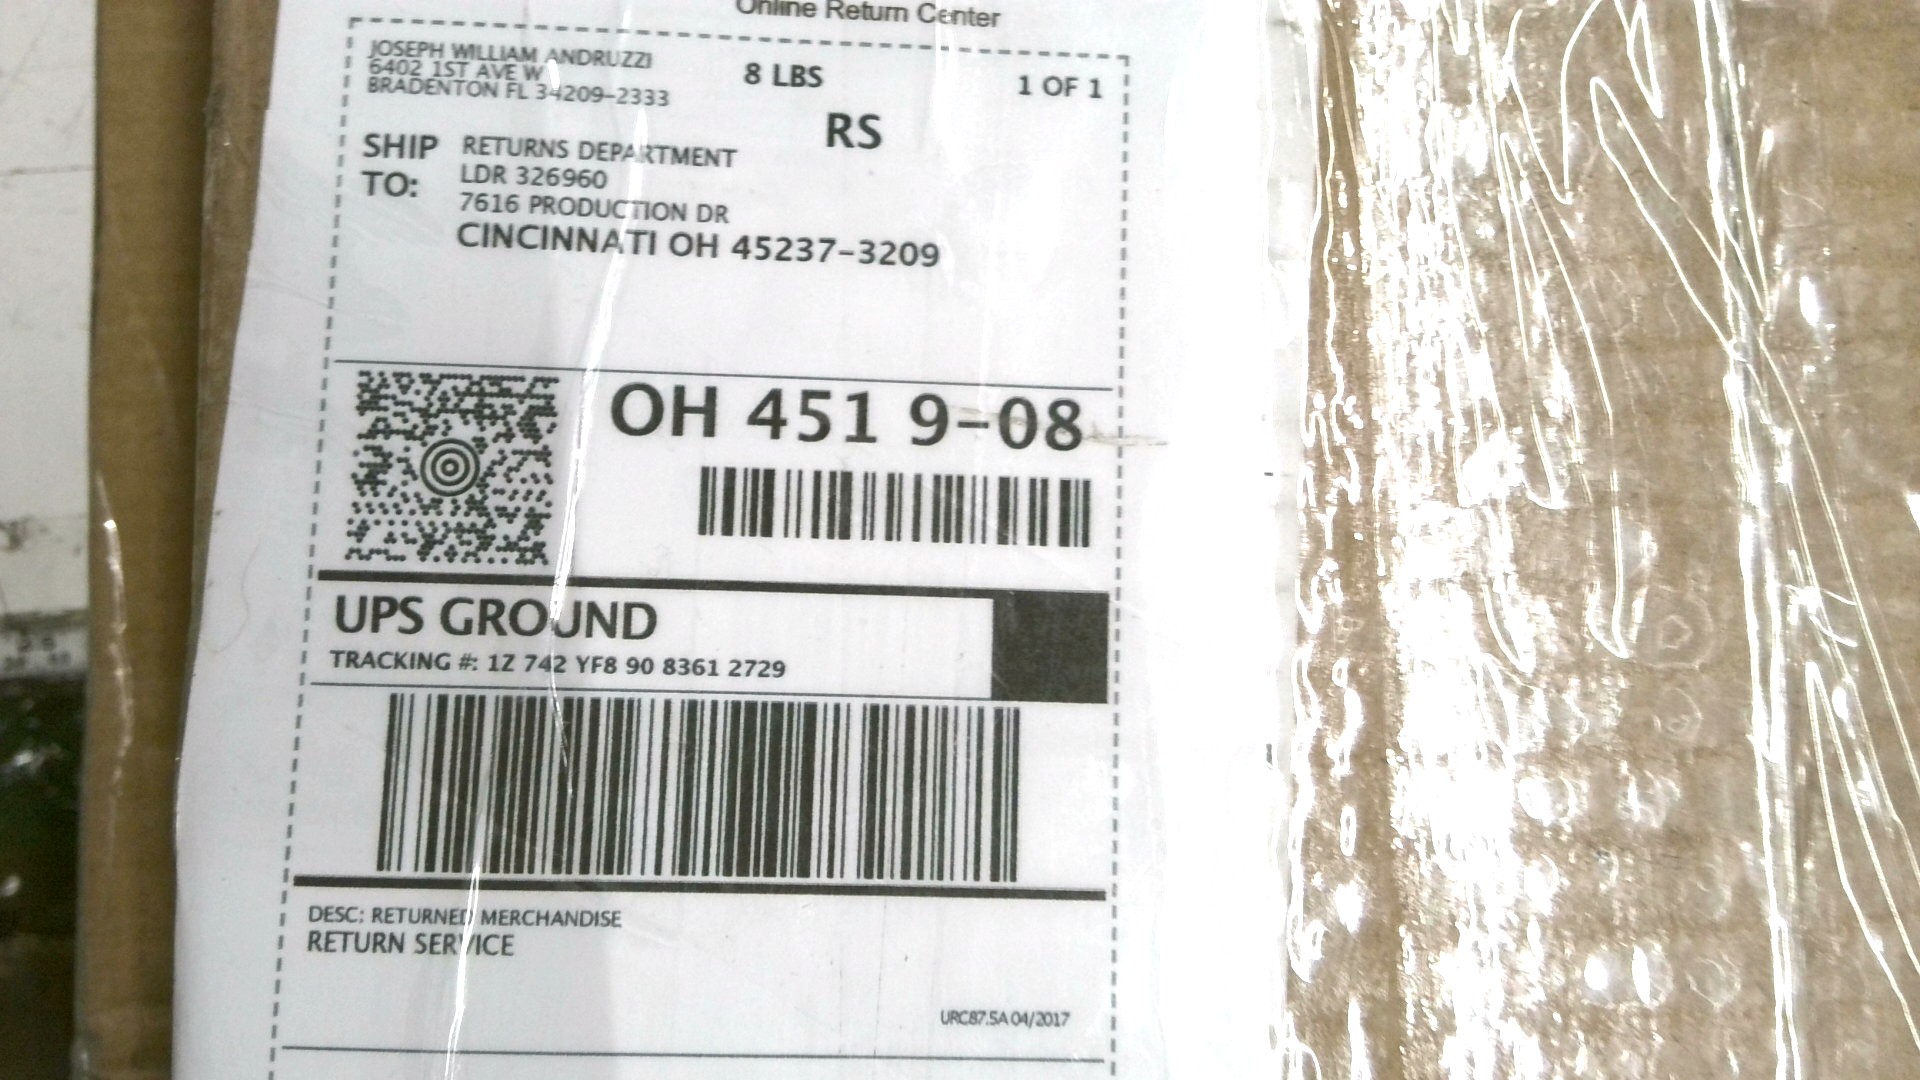 Online Return Center
JOSEPH WILLIAM ANDRUZZI
6402 1ST AVE W
BRADENTON FL 34209-2333
8 LBS
1 OF 1
RS
SHIP TO:
RETURNS DEPARTMENT
LDR 326960
7616 PRODUCTION DR
CINCINNATI OH 45237-3209
OH 451 9-08
UPS GROUND
TRACKING #: 1Z 742 YF8 90 8361 2729
DESC: RETURNED MERCHANDISE
RETURN SERVICE
URC87.5A 04/2017